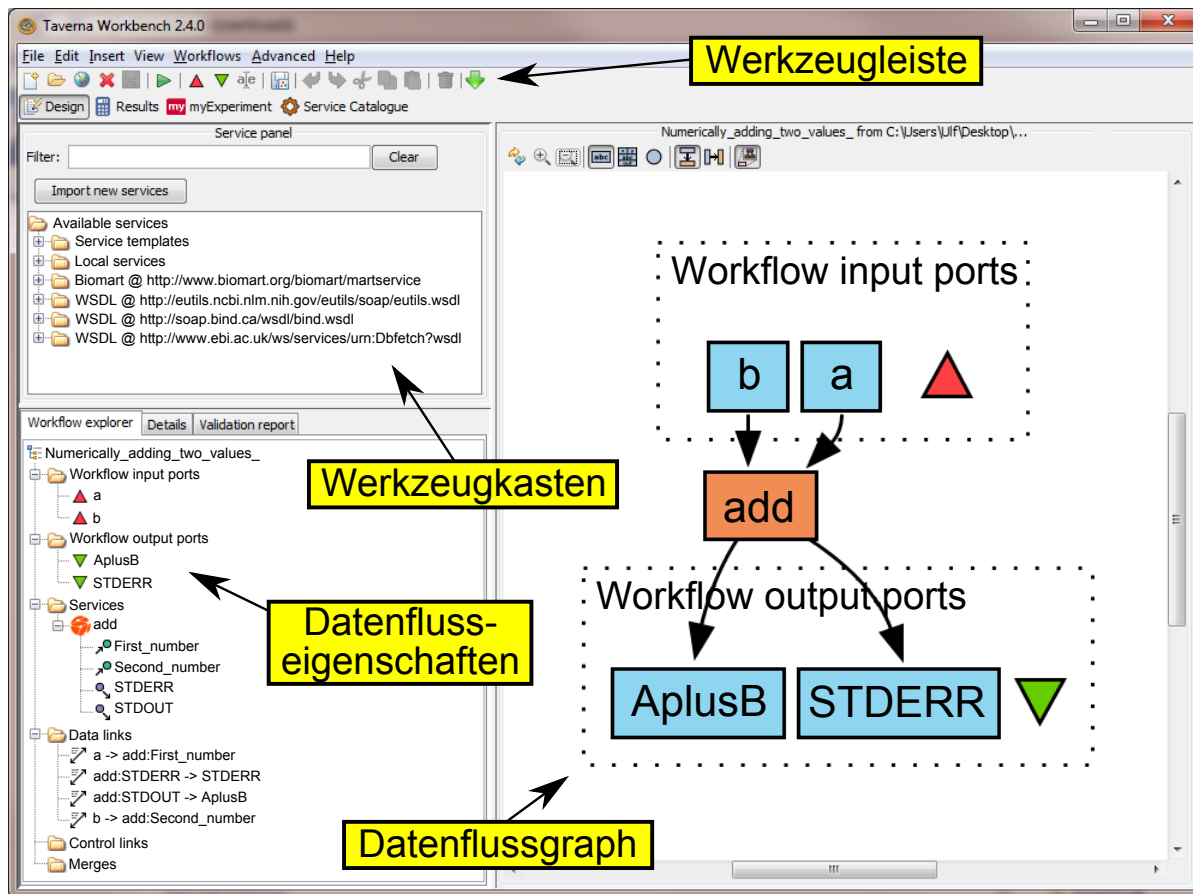 Taverna Workbench 2.4.0
File Edit Insert View Workflows Advanced Help
Werkzeugleiste
Design Results my myExperiment Service Catalogue
Service panel
Filter: Clear
Import new services
Available services
Service templates
Local services
Biomart @ http://www.biomart.org/biomart/martservice
WSDL @ http://eutils.ncbi.nlm.nih.gov/eutils/soap/eutils.wsdl
WSDL @ http://soap.bind.ca/wsdl/bind.wsdl
WSDL @ http://www.ebi.ac.uk/ws/services/urn:Dbfetch?wsdl
Werkzeugkasten
Workflow explorer Details Validation report
Numerically_adding_two_values_
Workflow input ports
a
b
Workflow output ports
AplusB
STDERR
Services
add
First_number
Second_number
STDERR
STDOUT
Data links
a -> add:First_number
add:STDERR -> STDERR
add:STDOUT -> AplusB
b -> add:Second_number
Control links
Merges
Datenfluss-
eigenschaften
Numerically_adding_two_values_ from C:\Users\Ulf\Desktop\...
Workflow input ports
b a
add
Workflow output ports
AplusB STDERR
Datenflussgraph